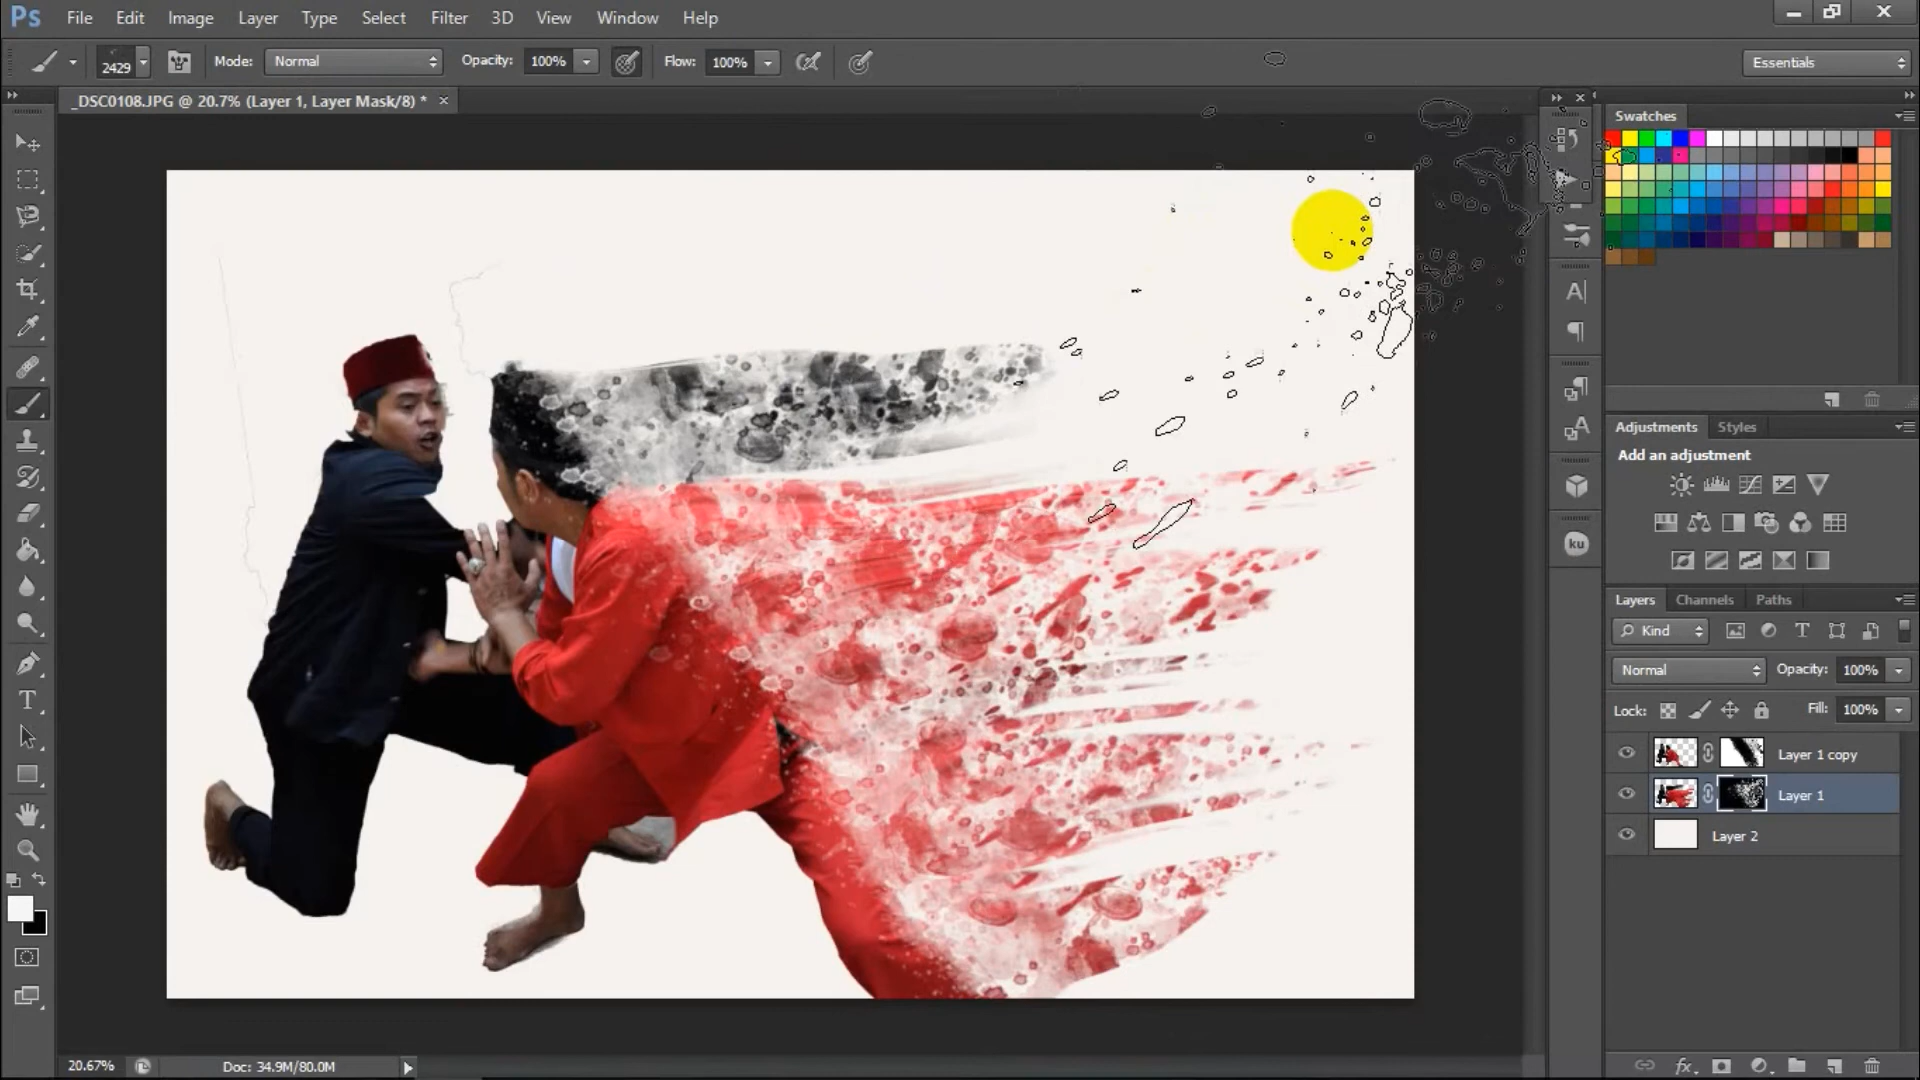 Ps File Edit Image Layer Type Select Filter 3D View Window Help
2429 Mode: Normal Opacity: 100% Flow: 100% Essentials
_DSC0108.JPG @ 20.7% (Layer 1, Layer Mask/8) *
Swatches
Adjustments Styles
Add an adjustment
ku
Layers Channels Paths
Kind
Normal Opacity: 100%
Lock: Fill: 100%
Layer 1 copy
Layer 1
Layer 2
20.67% Doc: 34.9M/80.0M
fx